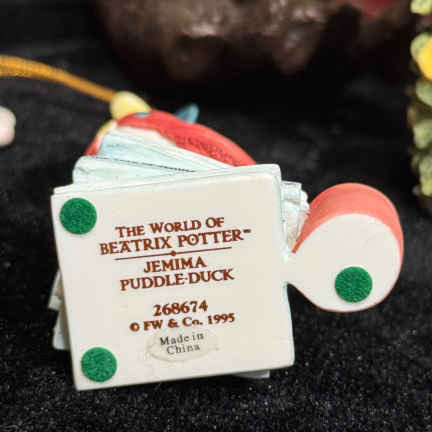 THE WORLD OF
BEATRIX POTTER™
JEMIMA
PUDDLE-DUCK
268674
© FW & CO. 1995
Made in
China